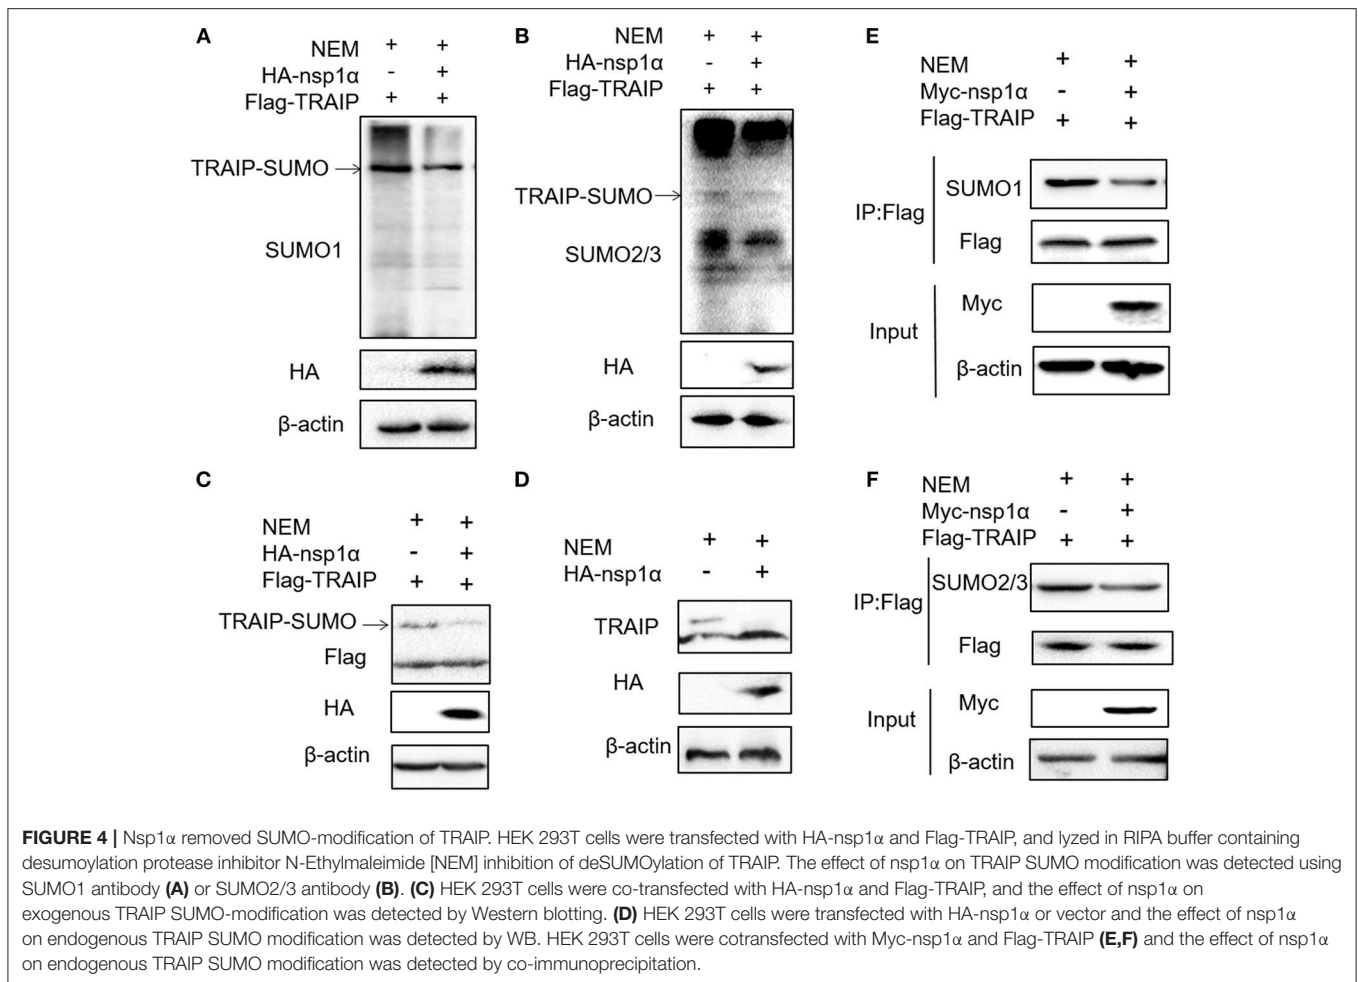 A
NEM + +
HA-nsp1α - +
Flag-TRAIP + +
TRAIP-SUMO
SUMO1
HA
β-actin
B
NEM + +
HA-nsp1α - +
Flag-TRAIP + +
TRAIP-SUMO
SUMO2/3
HA
β-actin
E
NEM + +
Myc-nsp1α - +
Flag-TRAIP + +
SUMO1
IP:Flag
Flag
Myc
Input
β-actin
C
NEM + +
HA-nsp1α - +
Flag-TRAIP + +
TRAIP-SUMO
Flag
HA
β-actin
D
NEM + +
HA-nsp1α - +
TRAIP
HA
β-actin
F
NEM + +
Myc-nsp1α - +
Flag-TRAIP + +
SUMO2/3
IP:Flag
Flag
Myc
Input
β-actin
FIGURE 4 | Nsp1α removed SUMO-modification of TRAIP. HEK 293T cells were transfected with HA-nsp1α and Flag-TRAIP, and lyzed in RIPA buffer containing
desumoylation protease inhibitor N-Ethylmaleimide [NEM] inhibition of deSUMOylation of TRAIP. The effect of nsp1α on TRAIP SUMO modification was detected using
SUMO1 antibody (A) or SUMO2/3 antibody (B). (C) HEK 293T cells were co-transfected with HA-nsp1α and Flag-TRAIP, and the effect of nsp1α on
exogenous TRAIP SUMO-modification was detected by Western blotting. (D) HEK 293T cells were transfected with HA-nsp1α or vector and the effect of nsp1α
on endogenous TRAIP SUMO modification was detected by WB. HEK 293T cells were cotransfected with Myc-nsp1α and Flag-TRAIP (E,F) and the effect of nsp1α
on endogenous TRAIP SUMO modification was detected by co-immunoprecipitation.